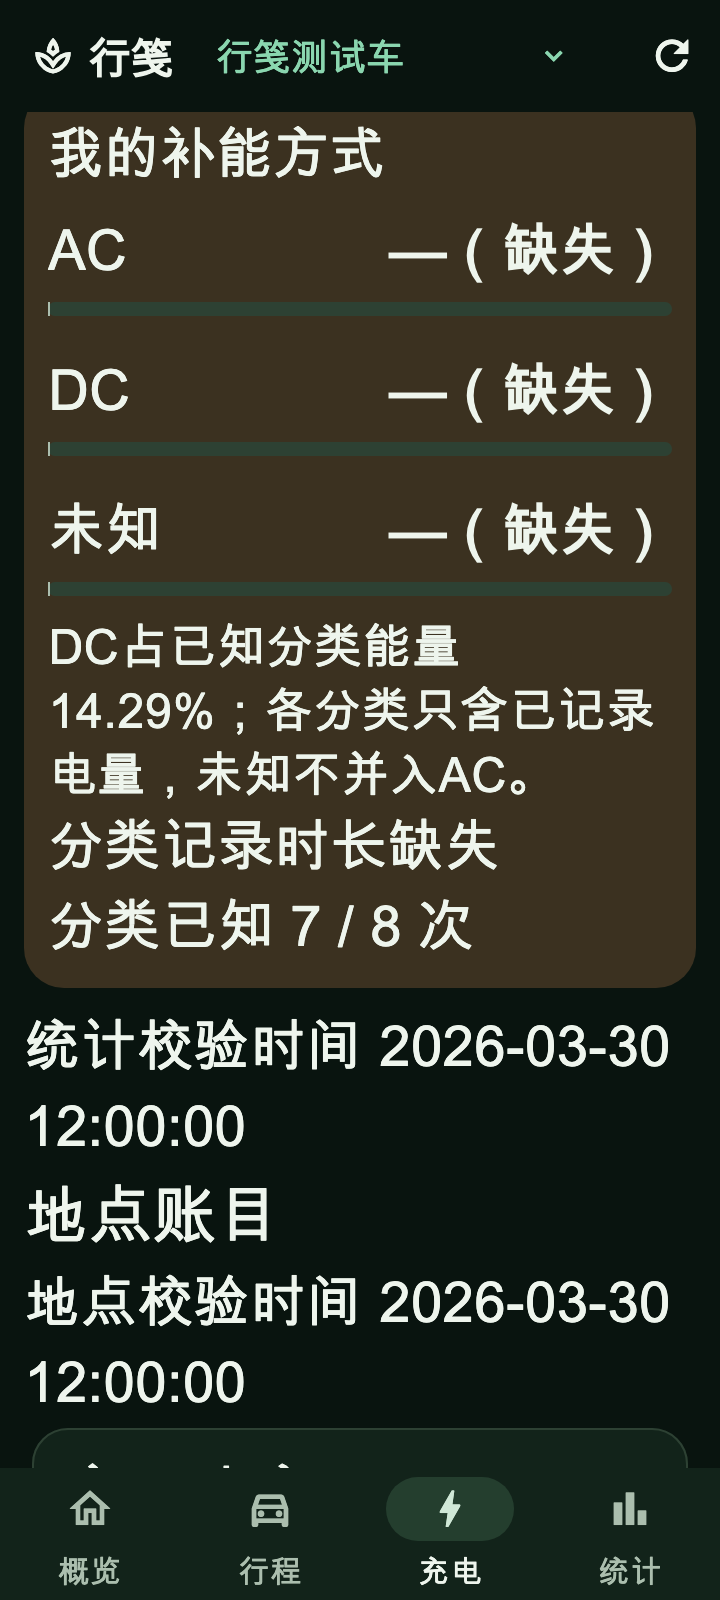 行笺 行笺测试车
我的补能方式
AC —（缺失）
DC —（缺失）
未知 —（缺失）
DC占已知分类能量
14.29%；各分类只含已记录
电量，未知不并入AC。
分类记录时长缺失
分类已知 7 / 8 次
统计校验时间 2026-03-30
12:00:00
地点账目
地点校验时间 2026-03-30
12:00:00
概览 行程 充电 统计